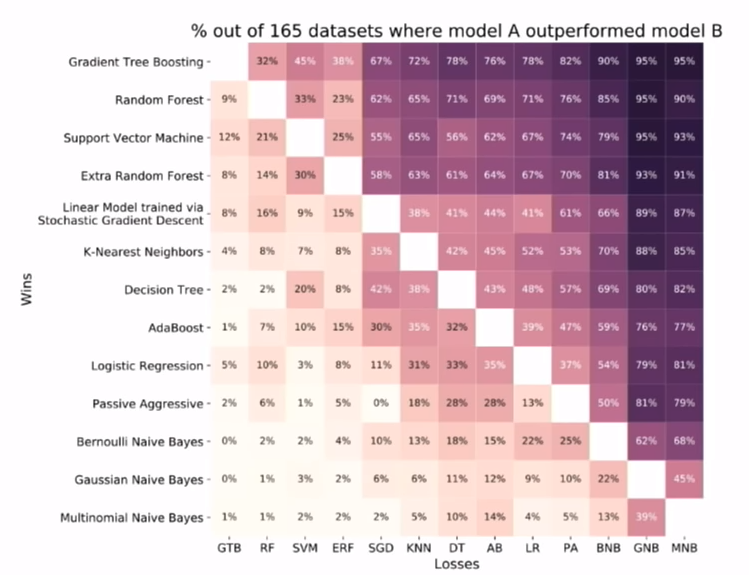 % out of 165 datasets where model A outperformed model B
Gradient Tree Boosting 32% 45% 38% 67% 72% 78% 76% 78% 82% 90% 95% 95%
Random Forest 9% 33% 23% 62% 65% 71% 69% 71% 76% 85% 95% 90%
Support Vector Machine 12% 21% 25% 55% 65% 56% 62% 67% 74% 79% 95% 93%
Extra Random Forest 8% 14% 30% 58% 63% 61% 64% 67% 70% 81% 93% 91%
Linear Model trained via
Stochastic Gradient Descent 8% 16% 9% 15% 38% 41% 44% 41% 61% 66% 89% 87%
K-Nearest Neighbors 4% 8% 7% 8% 35% 42% 45% 52% 53% 70% 88% 85%
Wins
Decision Tree 2% 2% 20% 8% 42% 38% 43% 48% 57% 69% 80% 82%
AdaBoost 1% 7% 10% 15% 30% 35% 32% 39% 47% 59% 76% 77%
Logistic Regression 5% 10% 3% 8% 11% 31% 33% 35% 37% 54% 79% 81%
Passive Aggressive 2% 6% 1% 5% 0% 18% 28% 28% 13% 50% 81% 79%
Bernoulli Naive Bayes 0% 2% 2% 4% 10% 13% 18% 15% 22% 25% 62% 68%
Gaussian Naive Bayes 0% 1% 3% 2% 6% 6% 11% 12% 9% 10% 22% 45%
Multinomial Naive Bayes 1% 1% 2% 2% 2% 5% 10% 14% 4% 5% 13% 39%
GTB RF SVM ERF SGD KNN DT AB LR PA BNB GNB MNB
Losses